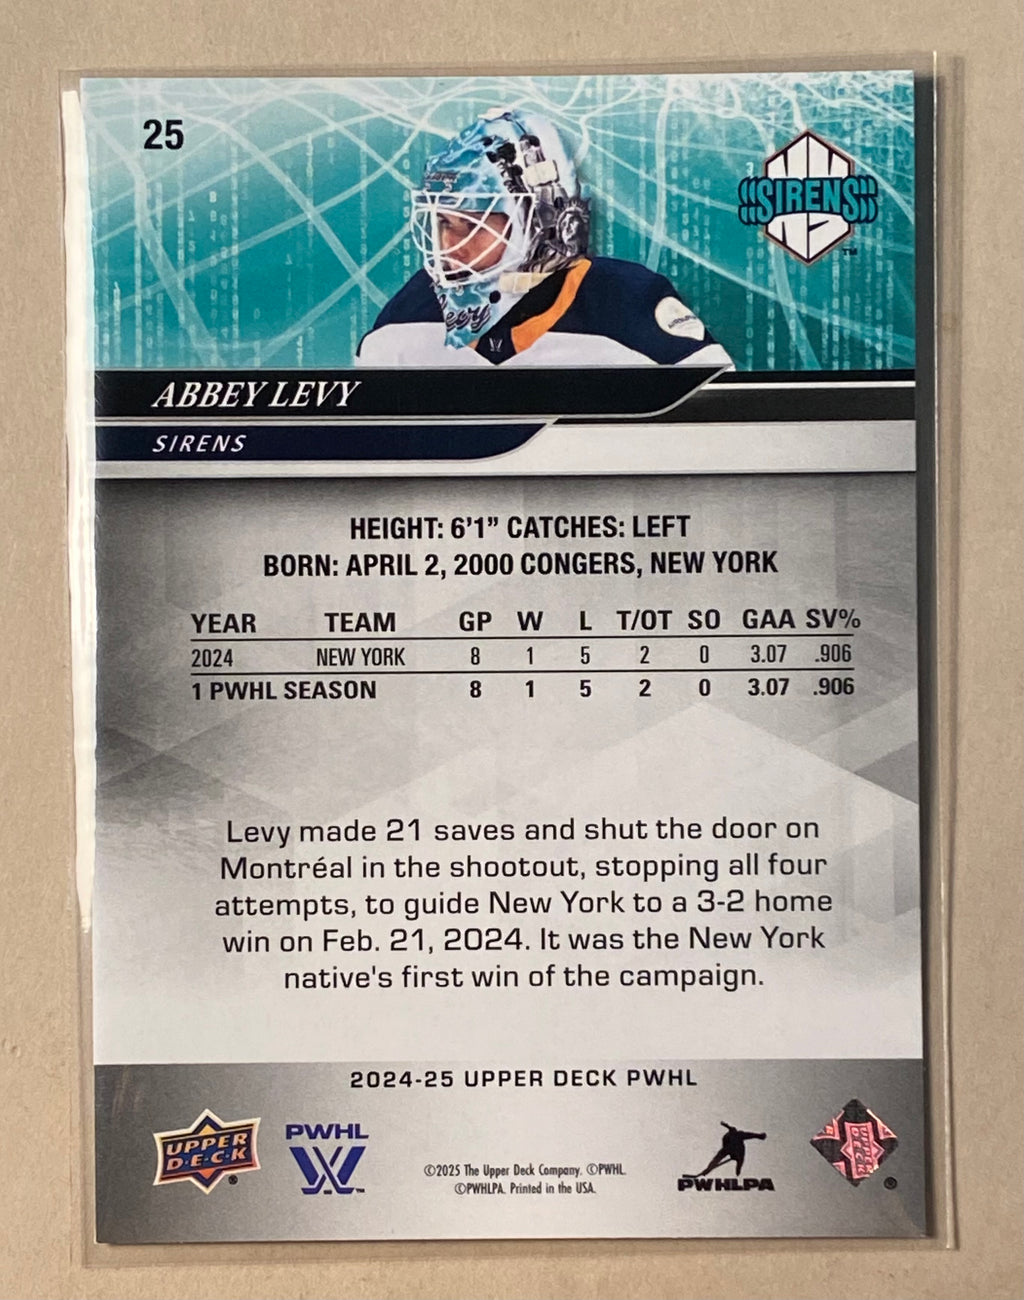 25
SIRENS
™
Levy
ABBEY LEVY
SIRENS
HEIGHT: 6'1" CATCHES: LEFT
BORN: APRIL 2, 2000 CONGERS, NEW YORK
YEAR TEAM GP W L T/OT SO GAA SV%
2024 NEW YORK 8 1 5 2 0 3.07 .906
1 PWHL SEASON 8 1 5 2 0 3.07 .906
Levy made 21 saves and shut the door on
Montréal in the shootout, stopping all four
attempts, to guide New York to a 3-2 home
win on Feb. 21, 2024. It was the New York
native's first win of the campaign.
2024-25 UPPER DECK PWHL
UPPER
D·E·C·K
®
PWHL
™
©2025 The Upper Deck Company. ©PWHL.
©PWHLPA. Printed in the USA.
PWHLPA
UPPER
DECK
®